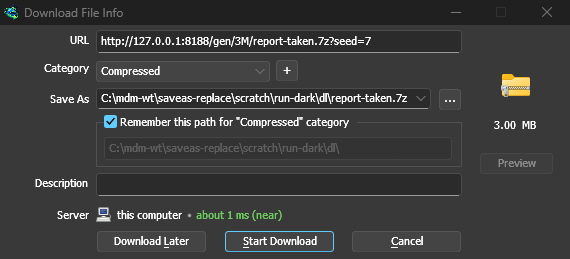 Download File Info
URL http://127.0.0.1:8188/gen/3M/report-taken.7z?seed=7
Category Compressed +
Save As C:\mdm-wt\saveas-replace\scratch\run-dark\dl\report-taken.7z ...
3.00 MB
Remember this path for "Compressed" category
C:\mdm-wt\saveas-replace\scratch\run-dark\dl\
Preview
Description
Server this computer • about 1 ms (near)
Download Later Start Download Cancel